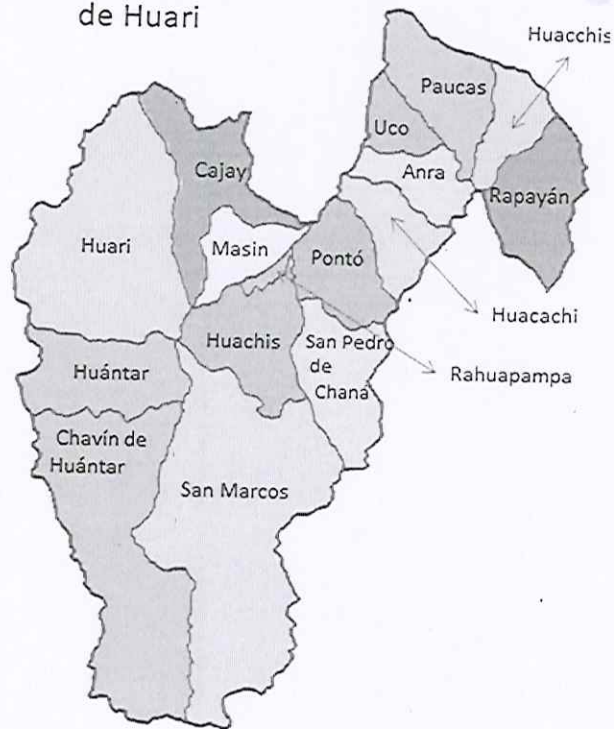 de Huari
Huacchis
Paucas
Uco
Cajay
Anra
Rapayán
Huari
Masin
Pontó
Huacachi
Huachis
San Pedro
de
Chaná
Rahuapampa
Huántar
Chavín de
Huántar
San Marcos